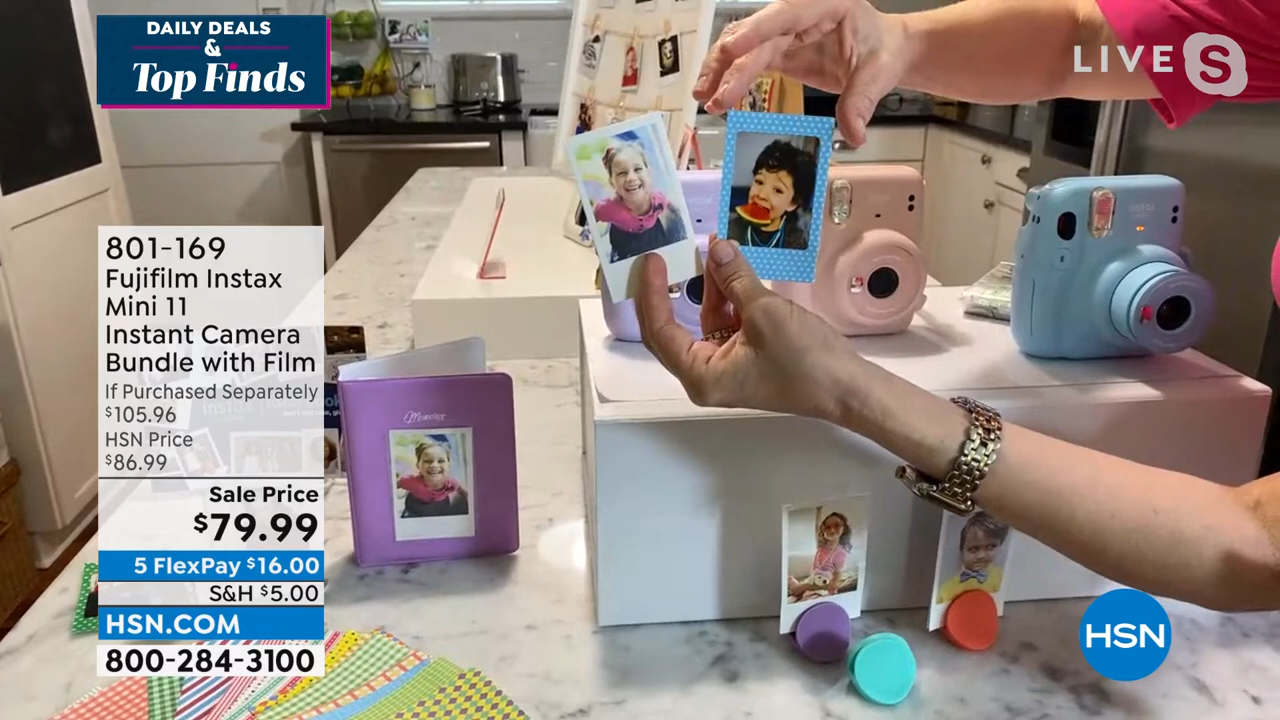 DAILY DEALS
&
Top Finds
LIVE S
801-169
Fujifilm Instax
Mini 11
Instant Camera
Bundle with Film
If Purchased Separately
$105.96
HSN Price
$86.99
Sale Price
$79.99
5 FlexPay $16.00
S&H $5.00
HSN.COM
800-284-3100
Memories
HSN